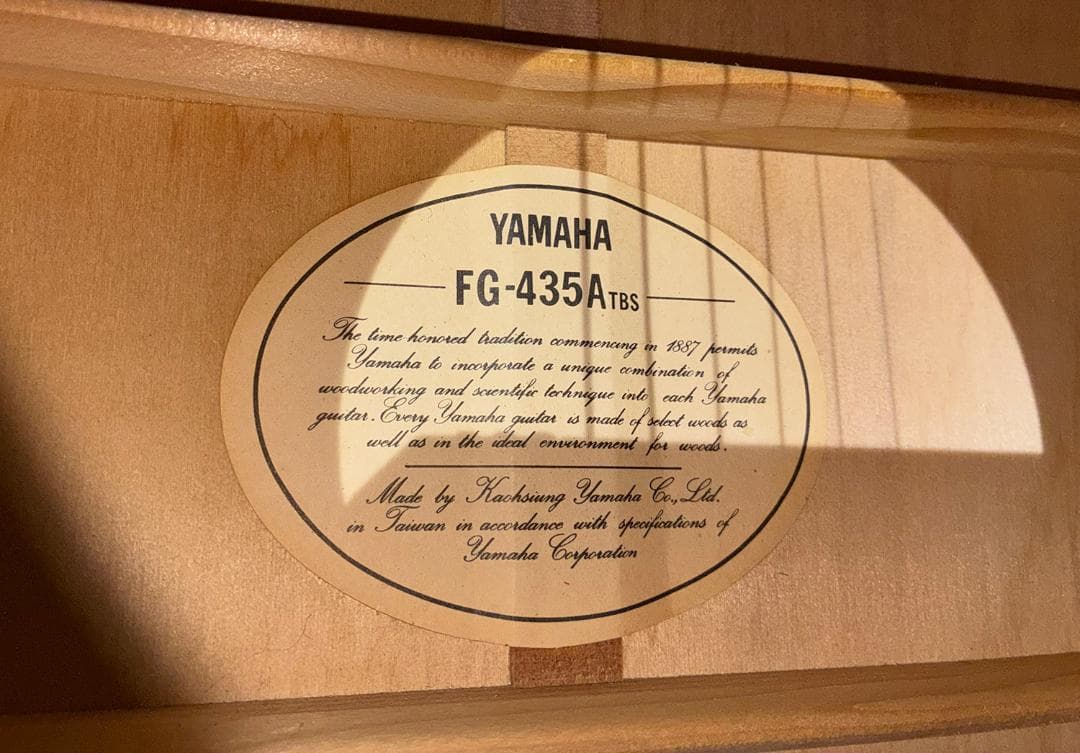 YAMAHA
FG-435A TBS
The time honored tradition commencing in 1887 permits
Yamaha to incorporate a unique combination of
woodworking and scientific technique into each Yamaha
guitar. Every Yamaha guitar is made of select woods as
well as in the ideal environment for woods.
Made by Kaohsiung Yamaha Co., Ltd.
in Taiwan in accordance with specifications of
Yamaha Corporation